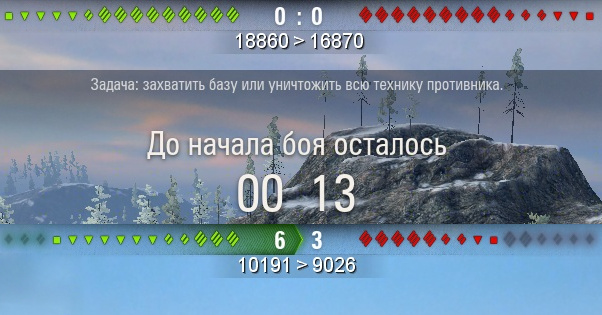 0 : 0
18860 > 16870
Задача: захватить базу или уничтожить всю технику противника.
До начала боя осталось
00 13
6 3
10191 > 9026